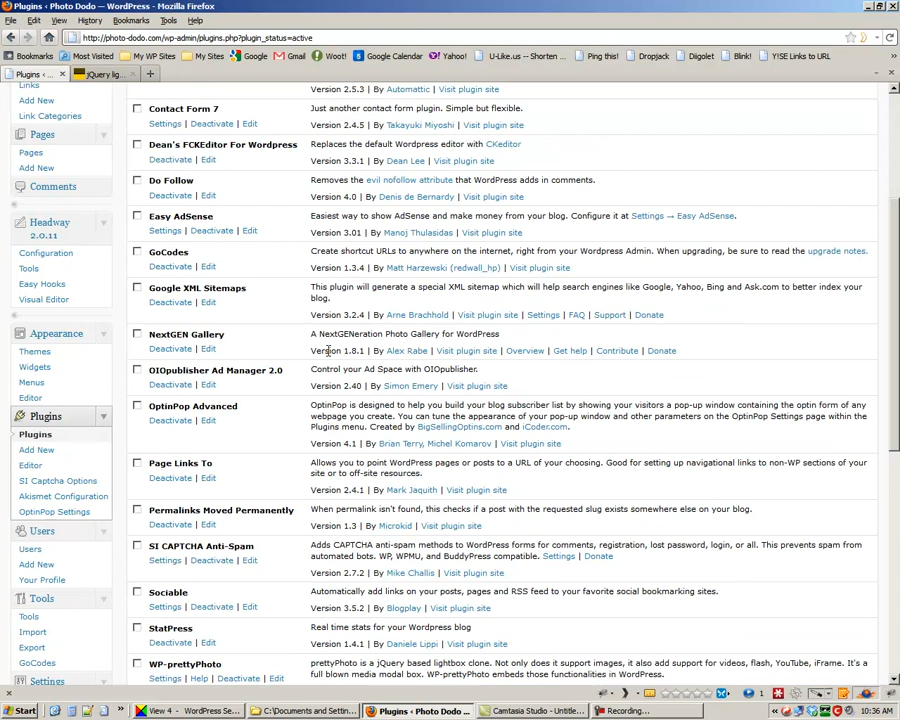 Plugins ‹ Photo Dodo — WordPress - Mozilla Firefox
File Edit View History Bookmarks Tools Help
http://photo-dodo.com/wp-admin/plugins.php?plugin_status=active
Bookmarks Most Visited My WP Sites My Sites Google Gmail Woot! Google Calendar Yahoo! U-Like.us -- Shorten ... Ping this! Dropjack Diigolet Blink! Y!SE Links to URL
Plugins ‹ ... jQuery lig...
Links
Add New
Link Categories
Pages
Pages
Add New
Comments
Headway
2.0.11
Configuration
Tools
Easy Hooks
Visual Editor
Appearance
Themes
Widgets
Menus
Editor
Plugins
Plugins
Add New
Editor
SI Captcha Options
Akismet Configuration
OptinPop Settings
Users
Users
Add New
Your Profile
Tools
Tools
Import
Export
GoCodes
Settings
Version 2.5.3 | By Automattic | Visit plugin site
Contact Form 7 Just another contact form plugin. Simple but flexible.
Settings | Deactivate | Edit Version 2.4.5 | By Takayuki Miyoshi | Visit plugin site
Dean's FCKEditor For Wordpress Replaces the default Wordpress editor with CKeditor
Deactivate | Edit Version 3.3.1 | By Dean Lee | Visit plugin site
Do Follow Removes the evil nofollow attribute that WordPress adds in comments.
Deactivate | Edit Version 4.0 | By Denis de Bernardy | Visit plugin site
Easy AdSense Easiest way to show AdSense and make money from your blog. Configure it at Settings → Easy AdSense.
Settings | Deactivate | Edit Version 3.01 | By Manoj Thulasidas | Visit plugin site
GoCodes Create shortcut URLs to anywhere on the internet, right from your Wordpress Admin. When upgrading, be sure to read the upgrade notes.
Deactivate | Edit Version 1.3.4 | By Matt Harzewski (redwall_hp) | Visit plugin site
Google XML Sitemaps This plugin will generate a special XML sitemap which will help search engines like Google, Yahoo, Bing and Ask.com to better index your
blog.
Deactivate | Edit
Version 3.2.4 | By Arne Brachhold | Visit plugin site | Settings | FAQ | Support | Donate
NextGEN Gallery A NextGENeration Photo Gallery for WordPress
Deactivate | Edit Version 1.8.1 | By Alex Rabe | Visit plugin site | Overview | Get help | Contribute | Donate
OIOpublisher Ad Manager 2.0 Control your Ad Space with OIOpublisher.
Deactivate | Edit Version 2.40 | By Simon Emery | Visit plugin site
OptinPop Advanced OptinPop is designed to help you build your blog subscriber list by showing your visitors a pop-up window containing the optin form of any
webpage you create. You can tune the appearance of your pop-up window and other parameters on the OptinPop Settings page within the
Deactivate | Edit Plugins menu. Created by BigSellingOptins.com and iCoder.com.
Version 4.1 | By Brian Terry, Michel Komarov | Visit plugin site
Page Links To Allows you to point WordPress pages or posts to a URL of your choosing. Good for setting up navigational links to non-WP sections of your
site or to off-site resources.
Deactivate | Edit
Version 2.4.1 | By Mark Jaquith | Visit plugin site
Permalinks Moved Permanently When permalink isn't found, this checks if a post with the requested slug exists somewhere else on your blog.
Deactivate | Edit Version 1.3 | By Microkid | Visit plugin site
SI CAPTCHA Anti-Spam Adds CAPTCHA anti-spam methods to WordPress forms for comments, registration, lost password, login, or all. This prevents spam from
automated bots. WP, WPMU, and BuddyPress compatible. Settings | Donate
Settings | Deactivate | Edit
Version 2.7.2 | By Mike Challis | Visit plugin site
Sociable Automatically add links on your posts, pages and RSS feed to your favorite social bookmarking sites.
Settings | Deactivate | Edit Version 3.5.2 | By Blogplay | Visit plugin site
StatPress Real time stats for your Wordpress blog
Deactivate | Edit Version 1.4.1 | By Daniele Lippi | Visit plugin site
WP-prettyPhoto prettyPhoto is a jQuery based lightbox clone. Not only does it support images, it also add support for videos, flash, YouTube, iFrame. It's a
full blown media modal box. WP-prettyPhoto embeds those functionalities in WordPress.
Settings | Help | Deactivate | Edit
1 0
Start View 4 - WordPress Se... C:\Documents and Settin... Plugins ‹ Photo Dodo... Camtasia Studio - Untitle... Recording... 10:36 AM